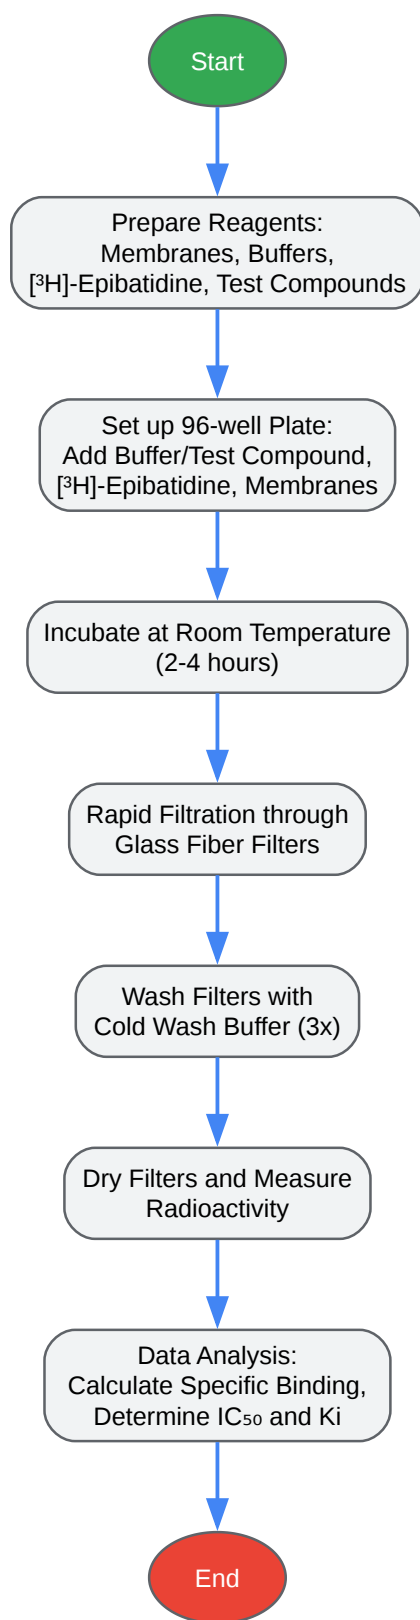 Start
Prepare Reagents:
Membranes, Buffers,
[³H]-Epibatidine, Test Compounds
Set up 96-well Plate:
Add Buffer/Test Compound,
[³H]-Epibatidine, Membranes
Incubate at Room Temperature
(2-4 hours)
Rapid Filtration through
Glass Fiber Filters
Wash Filters with
Cold Wash Buffer (3x)
Dry Filters and Measure
Radioactivity
Data Analysis:
Calculate Specific Binding,
Determine IC₅₀ and Ki
End